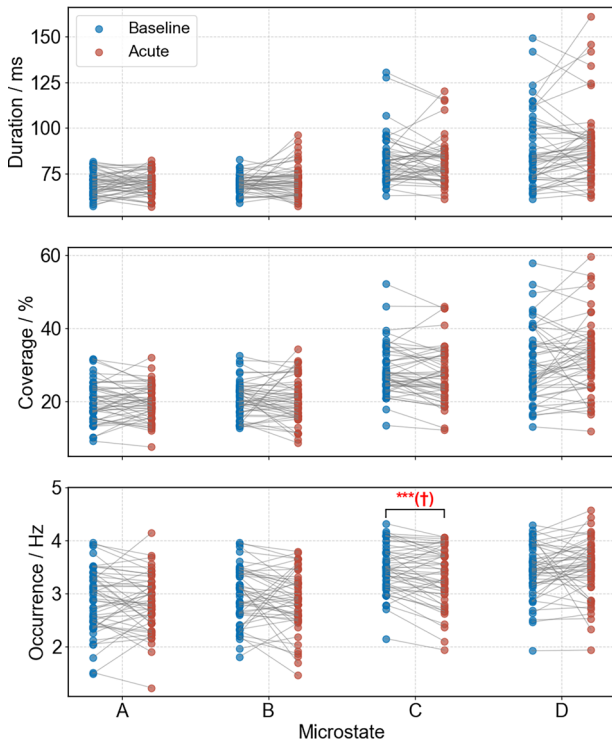 Baseline
Acute
Duration / ms
150
125
100
75
Coverage / %
60
40
20
Occurrence / Hz
5
4
3
2
***(†)
A B C D
Microstate